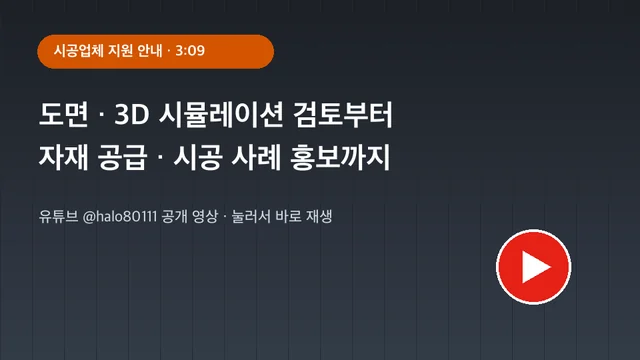 시공업체 지원 안내 · 3:09
도면 · 3D 시뮬레이션 검토부터
자재 공급 · 시공 사례 홍보까지
유튜브 @halo80111 공개 영상 · 눌러서 바로 재생